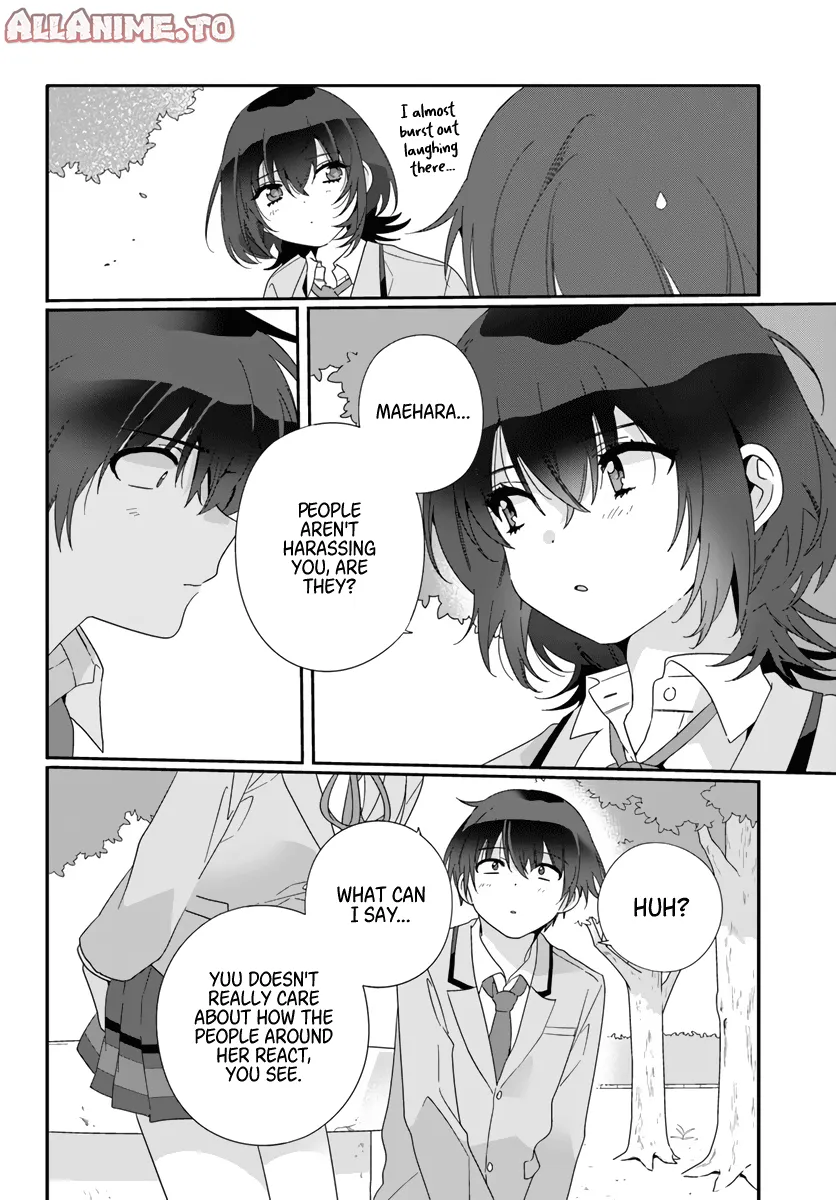 ALLANIME.TO
I almost
burst out
laughing
there...
MAEHARA...
PEOPLE
AREN'T
HARASSING
YOU, ARE
THEY?
HUH?
WHAT CAN
I SAY...
YUU DOESN'T
REALLY CARE
ABOUT HOW THE
PEOPLE AROUND
HER REACT,
YOU SEE.